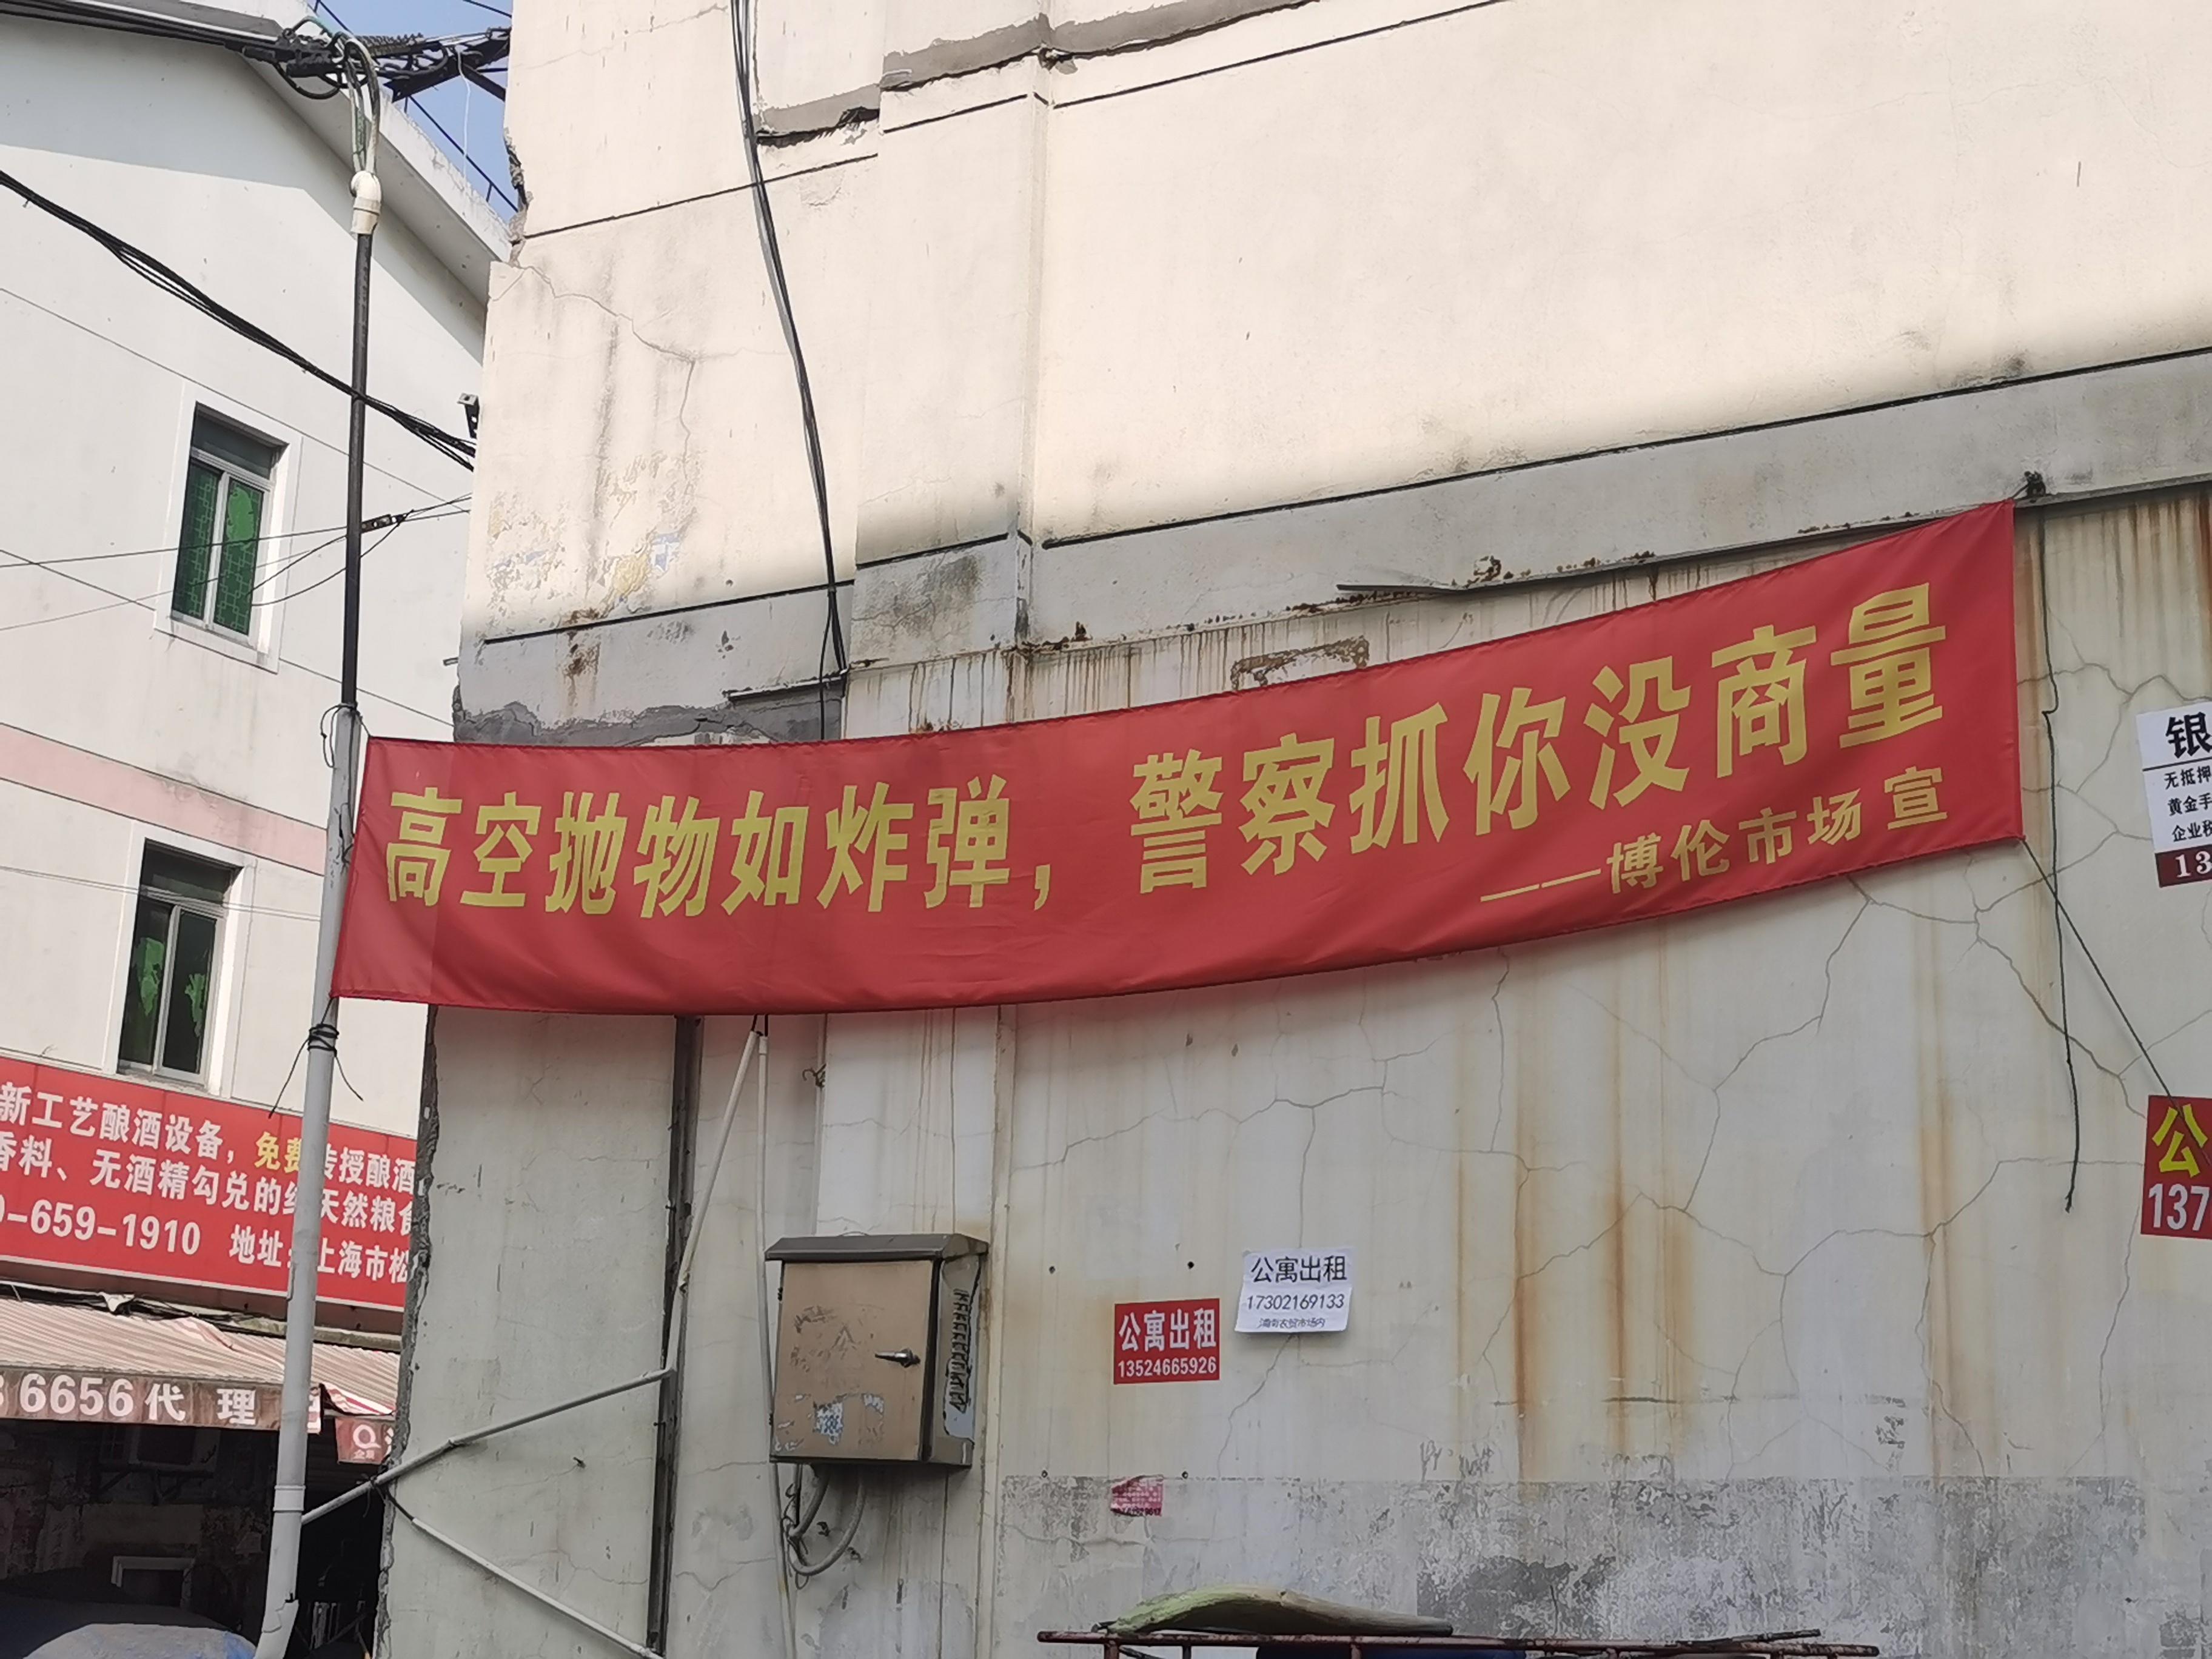 高空抛物如炸弹，警察抓你没商量
——博伦市场 宣
新工艺酿酒设备，免费传授酿酒
香料、无酒精勾兑的纯天然粮食
0-659-1910 地址：上海市松
6656代 理
公寓出租
13524665926
公寓出租
17302169133
银
无抵押
黄金手
企业税
13
公
137